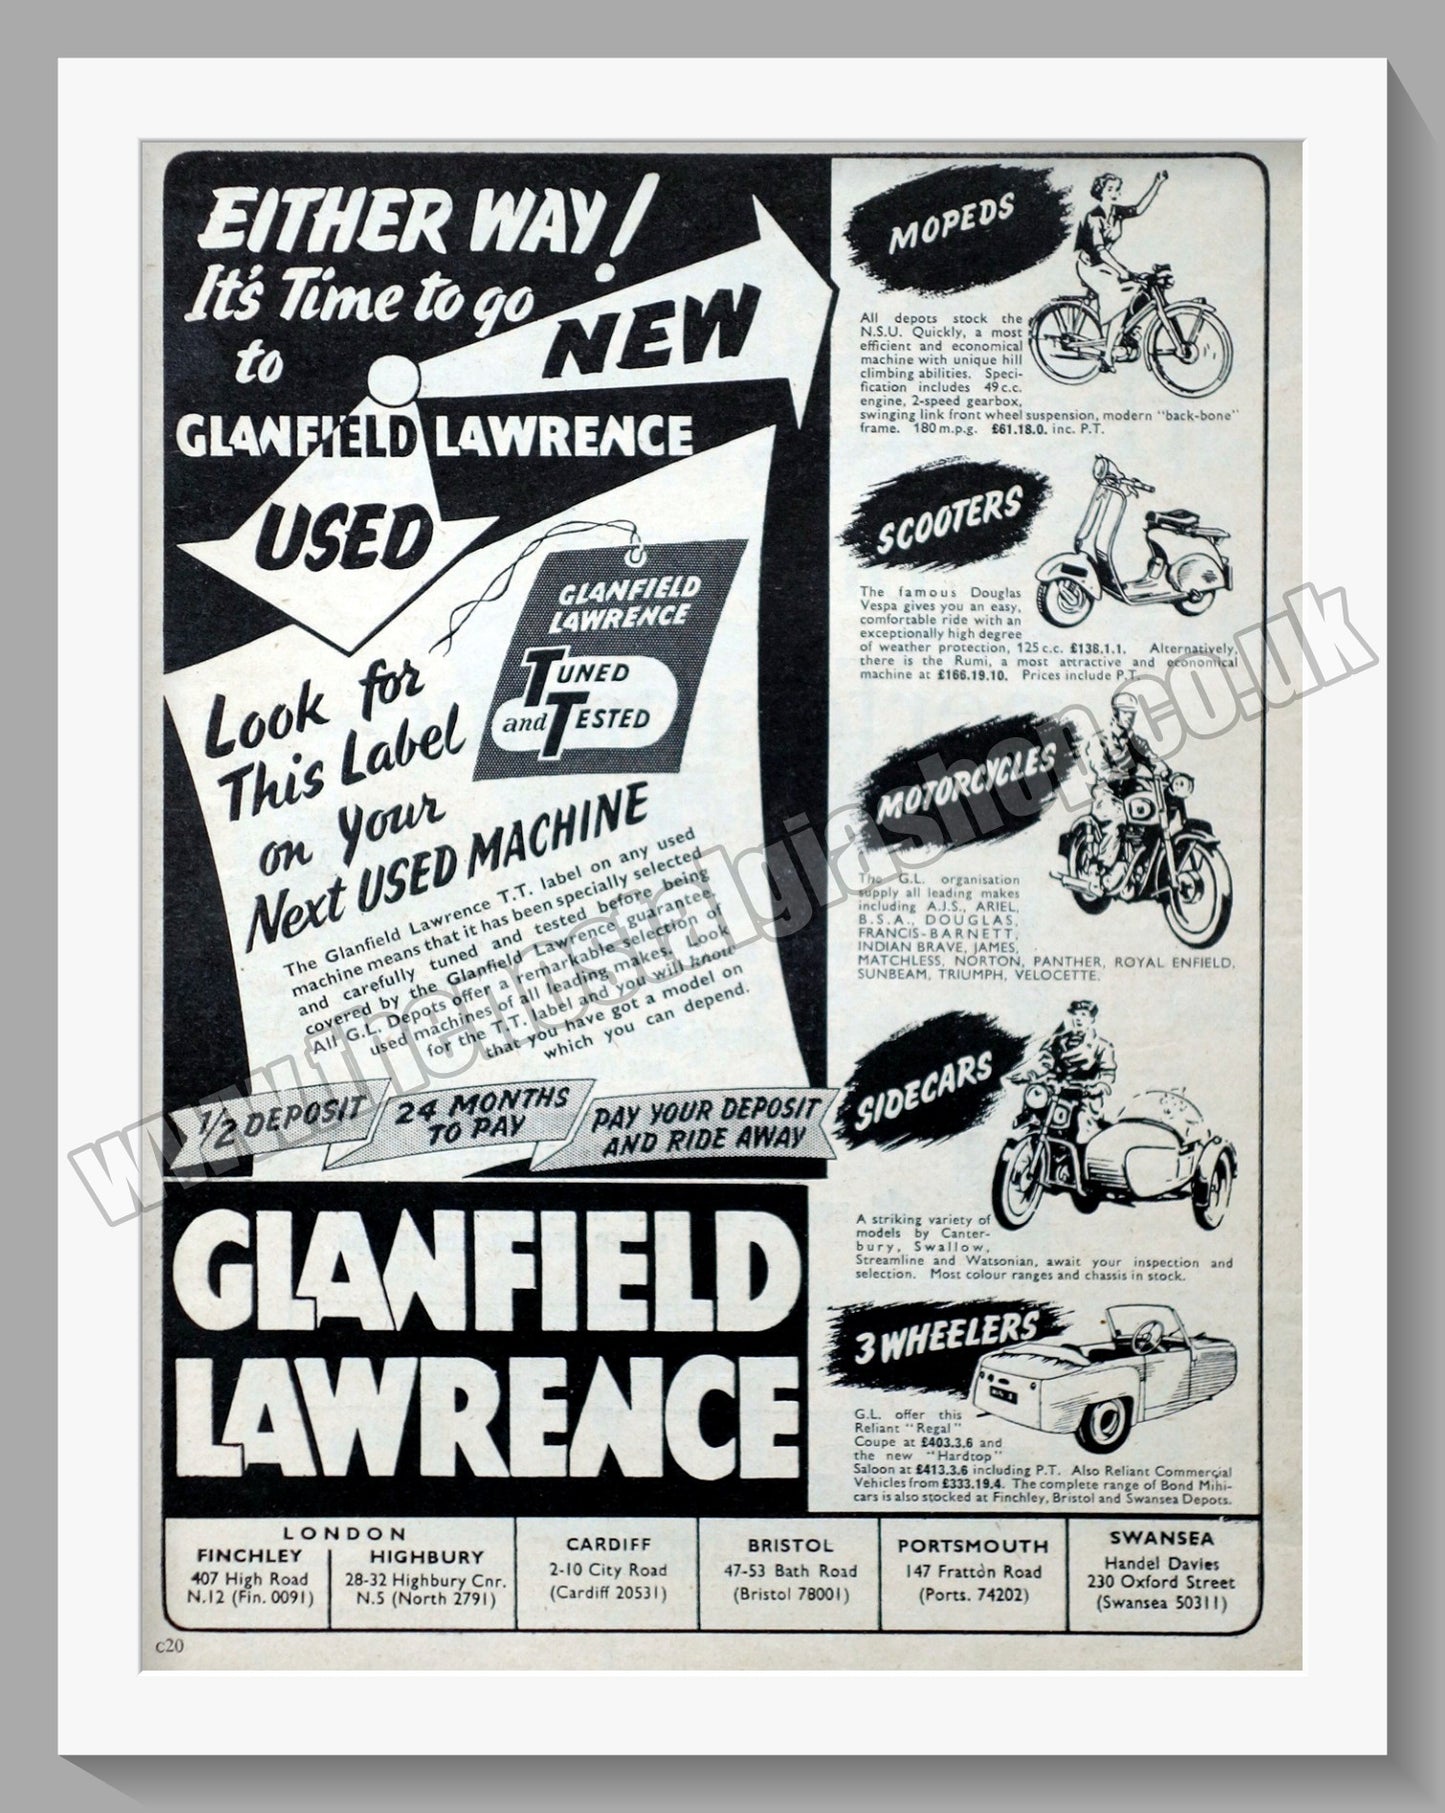 EITHER WAY!
It's Time to go
to
GLANFIELD LAWRENCE
NEW
USED
Look for
This Label
on Your
Next USED MACHINE
GLANFIELD
LAWRENCE
TUNED
and TESTED
The Glanfield Lawrence T.T. label on any used
machine means that it has been specially selected
and carefully tuned and tested before being
covered by the Glanfield Lawrence guarantee.
All G.L. Depots offer a remarkable selection of
used machines of all leading makes. Look
for the T.T. label and you will know
that you have got a model on
which you can depend.
1/2 DEPOSIT
24 MONTHS
TO PAY
PAY YOUR DEPOSIT
AND RIDE AWAY
GLANFIELD
LAWRENCE
MOPEDS
All depots stock the
N.S.U. Quickly, a most
efficient and economical
machine with unique hill
climbing abilities. Speci-
fication includes 49 c.c.
engine, 2-speed gearbox,
swinging link front wheel suspension, modern "back-bone"
frame. 180 m.p.g. £61.18.0. inc. P.T.
SCOOTERS
The famous Douglas
Vespa gives you an easy,
comfortable ride with an
exceptionally high degree
of weather protection, 125 c.c. £138.1.1. Alternatively,
there is the Rumi, a most attractive and economical
machine at £166.19.10. Prices include P.T.
MOTORCYCLES
The G.L. organisation
supply all leading makes
including A.J.S., ARIEL,
B.S.A., DOUGLAS,
FRANCIS-BARNETT,
INDIAN BRAVE, JAMES,
MATCHLESS, NORTON, PANTHER, ROYAL ENFIELD,
SUNBEAM, TRIUMPH, VELOCETTE.
SIDECARS
A striking variety of
models by Canter-
bury, Swallow,
Streamline and Watsonian, await your inspection and
selection. Most colour ranges and chassis in stock.
3 WHEELERS
G.L. offer this
Reliant "Regal"
Coupe at £403.3.6 and
the new "Hardtop"
Saloon at £413.3.6 including P.T. Also Reliant Commercial
Vehicles from £333.19.4. The complete range of Bond Mini-
cars is also stocked at Finchley, Bristol and Swansea Depots.
LONDON
FINCHLEY
407 High Road
N.12 (Fin. 0091)
HIGHBURY
28-32 Highbury Cnr.
N.5 (North 2791)
CARDIFF
2-10 City Road
(Cardiff 20531)
BRISTOL
47-53 Bath Road
(Bristol 78001)
PORTSMOUTH
147 Fratton Road
(Ports. 74202)
SWANSEA
Handel Davies
230 Oxford Street
(Swansea 50311)
c20
www.thenostalgiashop.co.uk